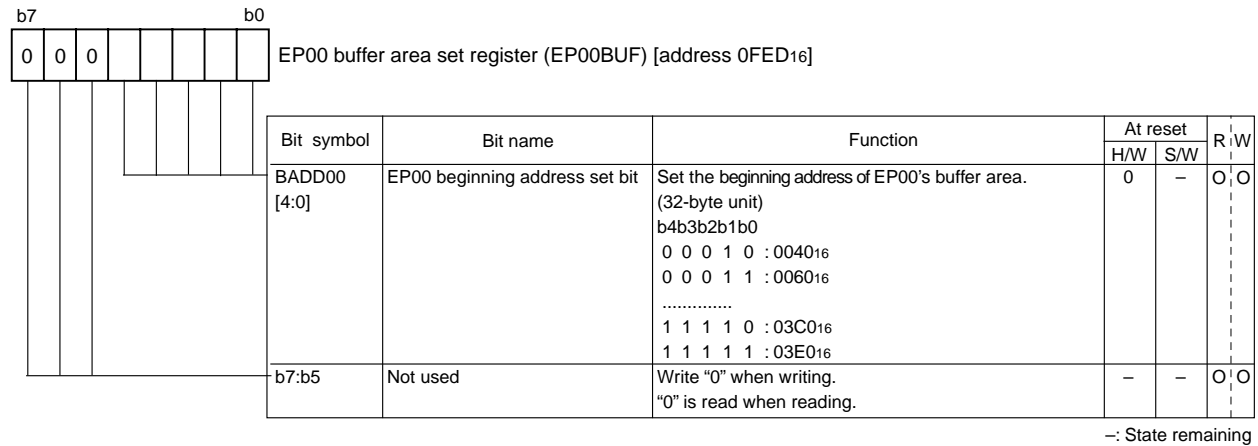 b7 b0
0 0 0
EP00 buffer area set register (EP00BUF) [address 0FED16]
Bit symbol Bit name Function At reset R W
H/W S/W
BADD00 EP00 beginning address set bit Set the beginning address of EP00's buffer area. 0 – O O
[4:0] (32-byte unit)
b4b3b2b1b0
0 0 0 1 0 : 004016
0 0 0 1 1 : 006016
..............
1 1 1 1 0 : 03C016
1 1 1 1 1 : 03E016
b7:b5 Not used Write “0” when writing. – – O O
“0” is read when reading.
–: State remaining